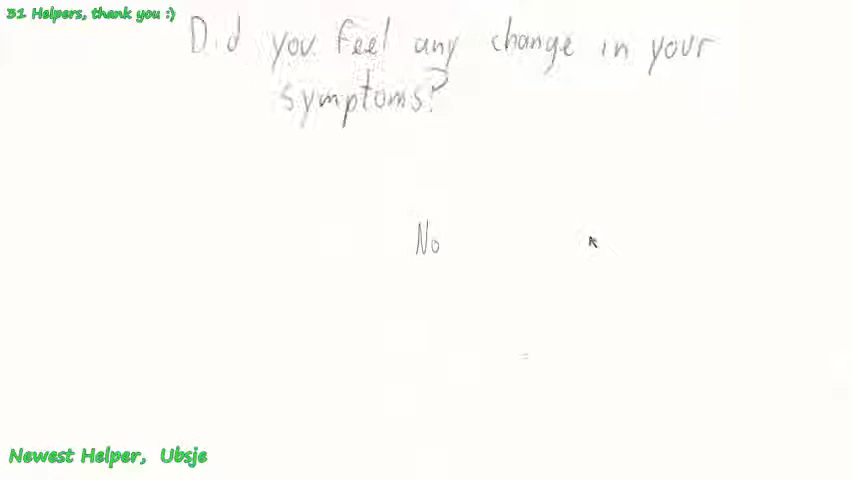 31 Helpers, thank you :)
Did you feel any change in your
symptoms?
No
Newest Helper, Ubsje